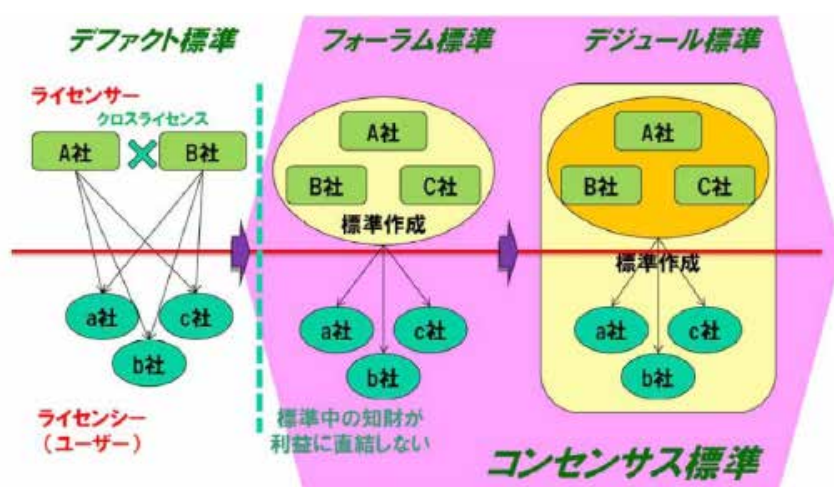 デファクト標準
フォーラム標準
デジュール標準
ライセンサー
クロスライセンス
A社
B社
a社
c社
b社
ライセンシー
(ユーザー)
A社
B社
C社
標準作成
a社
c社
b社
標準中の知財が
利益に直結しない
A社
B社
C社
標準作成
a社
c社
b社
コンセンサス標準